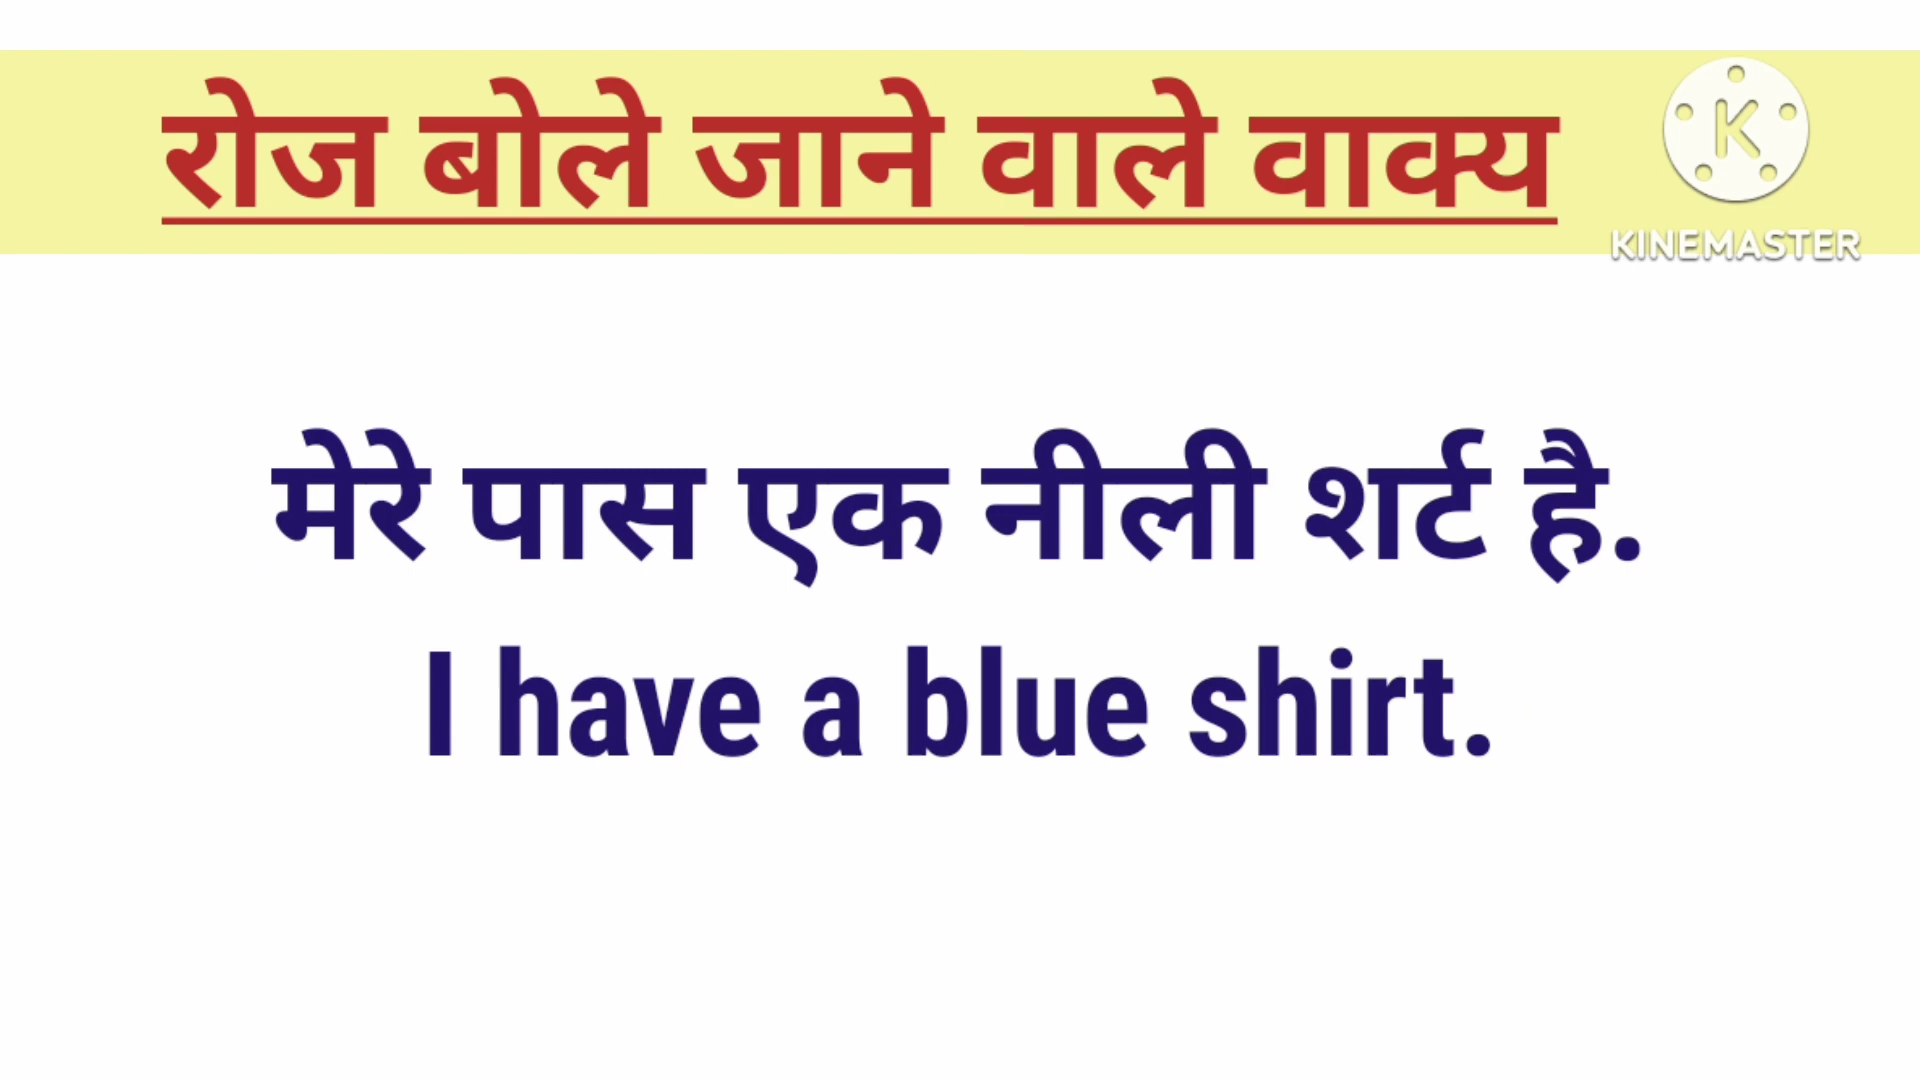 रोज बोले जाने वाले वाक्य
K
KINEMASTER
मेरे पास एक नीली शर्ट है.
I have a blue shirt.